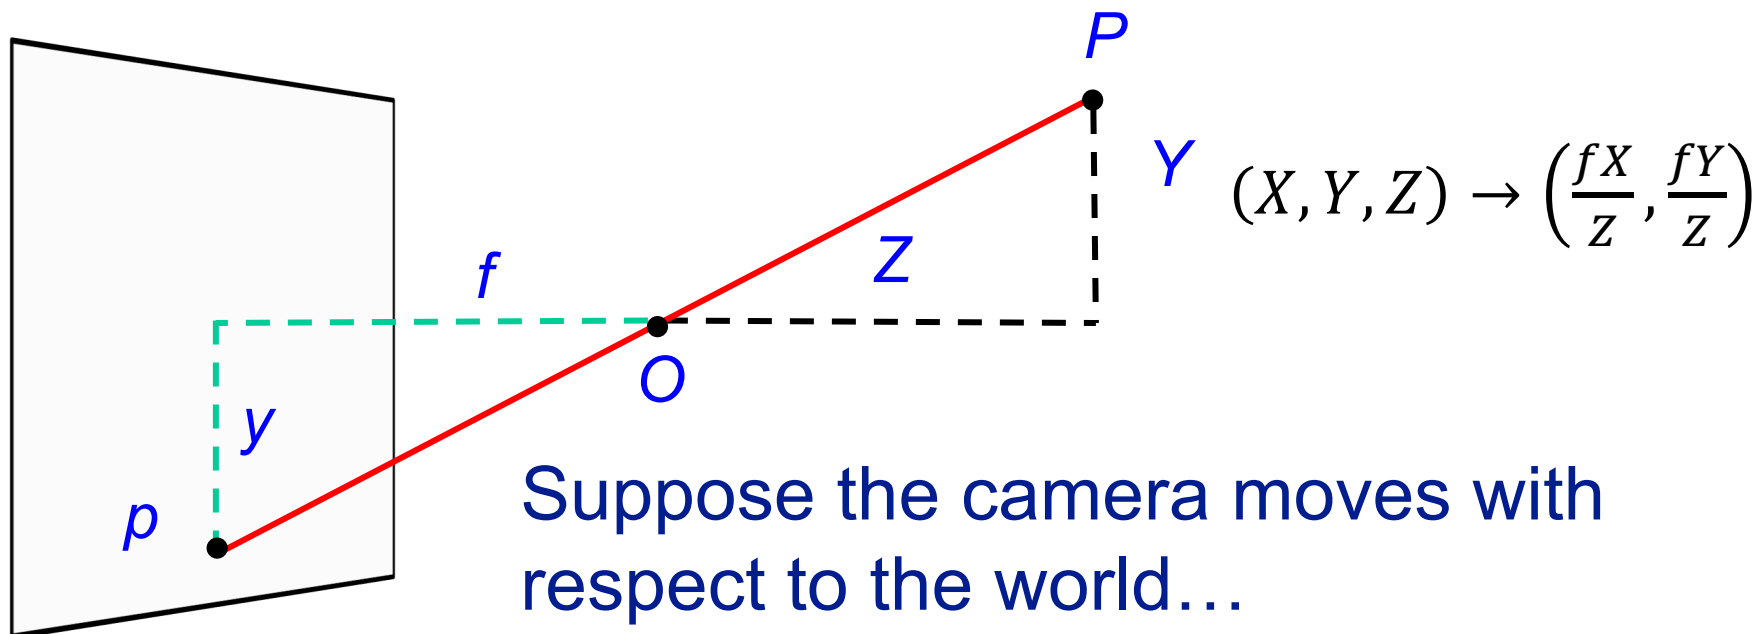 P
Y
(X, Y, Z) → (fX/Z, fY/Z)
Z
f
O
y
p
Suppose the camera moves with
respect to the world…